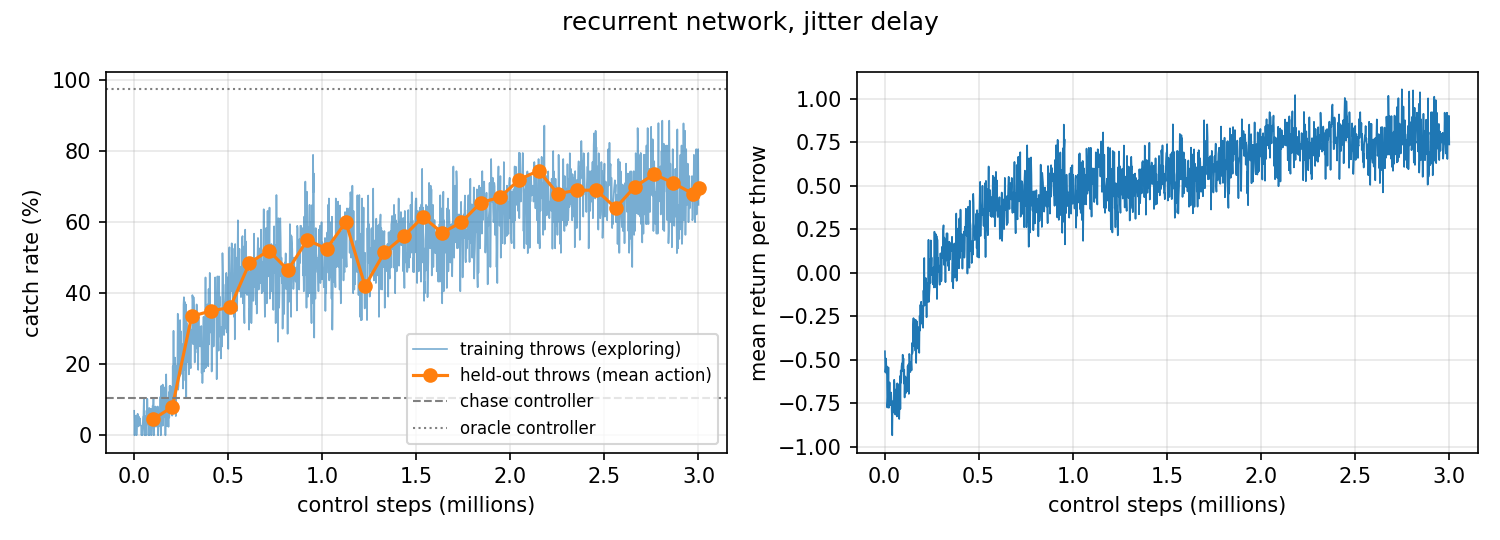 recurrent network, jitter delay
catch rate (%)
100
80
60
40
20
0
training throws (exploring)
held-out throws (mean action)
chase controller
oracle controller
0.0 0.5 1.0 1.5 2.0 2.5 3.0
control steps (millions)
mean return per throw
1.00
0.75
0.50
0.25
0.00
−0.25
−0.50
−0.75
−1.00
0.0 0.5 1.0 1.5 2.0 2.5 3.0
control steps (millions)